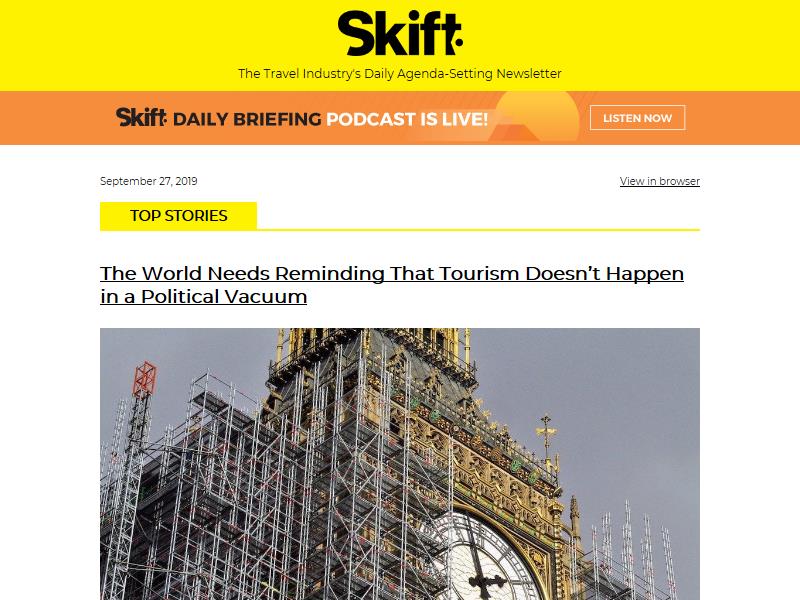 Skift
The Travel Industry's Daily Agenda-Setting Newsletter
Skift DAILY BRIEFING PODCAST IS LIVE!
LISTEN NOW
September 27, 2019
View in browser
TOP STORIES
The World Needs Reminding That Tourism Doesn’t Happen
in a Political Vacuum